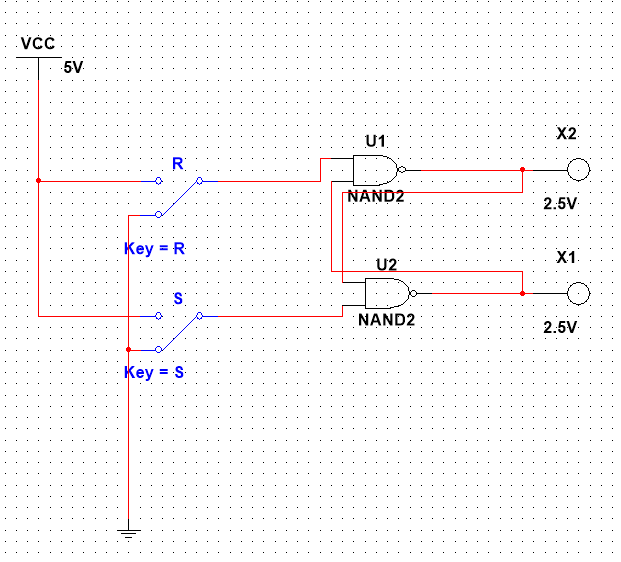 VCC
5V
U1
X2
R
NAND2
2.5V
Key = R
X1
U2
S
NAND2
2.5V
Key = S